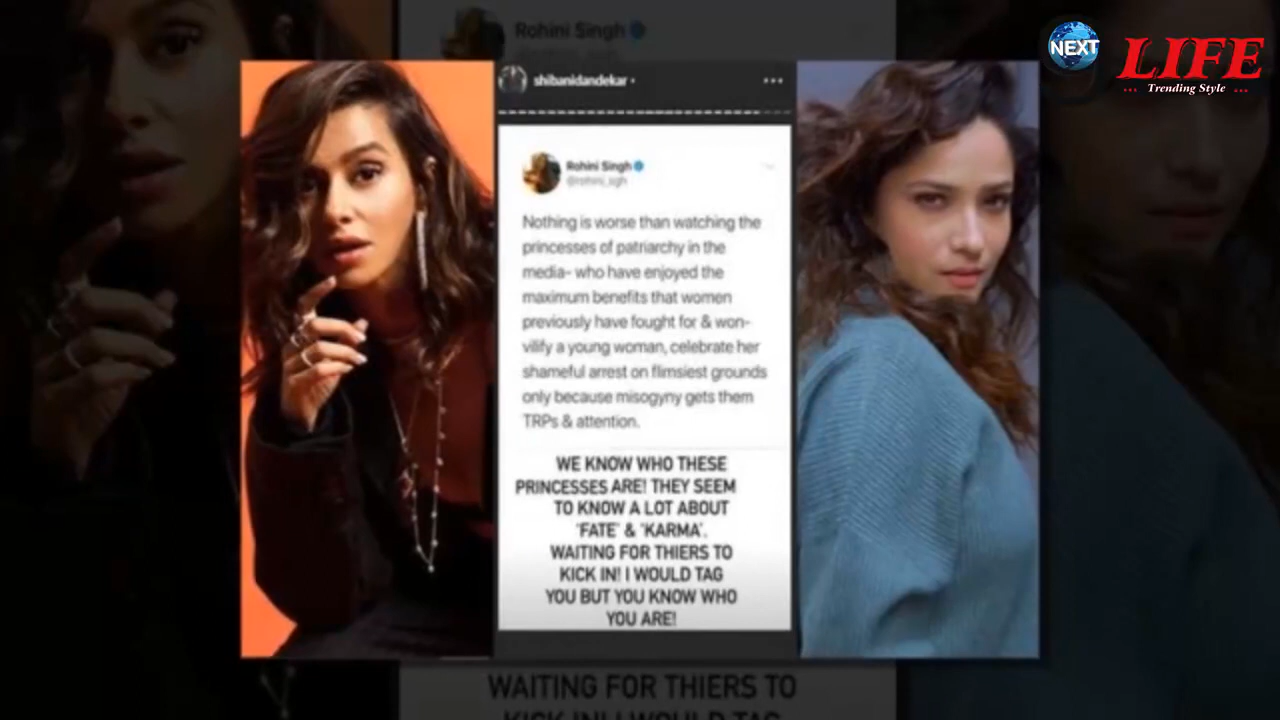 Rohini Singh
NEXT
LIFE
... Trending Style ...
shibanidandekar
Rohini Singh
@rohini_sgh
Nothing is worse than watching the
princesses of patriarchy in the
media- who have enjoyed the
maximum benefits that women
previously have fought for & won-
vilify a young woman, celebrate her
shameful arrest on flimsiest grounds
only because misogyny gets them
TRPs & attention.
WE KNOW WHO THESE
PRINCESSES ARE! THEY SEEM
TO KNOW A LOT ABOUT
'FATE' & 'KARMA'.
WAITING FOR THIERS TO
KICK IN! I WOULD TAG
YOU BUT YOU KNOW WHO
YOU ARE!
WAITING FOR THIERS TO
KICK IN! I WOULD TAG